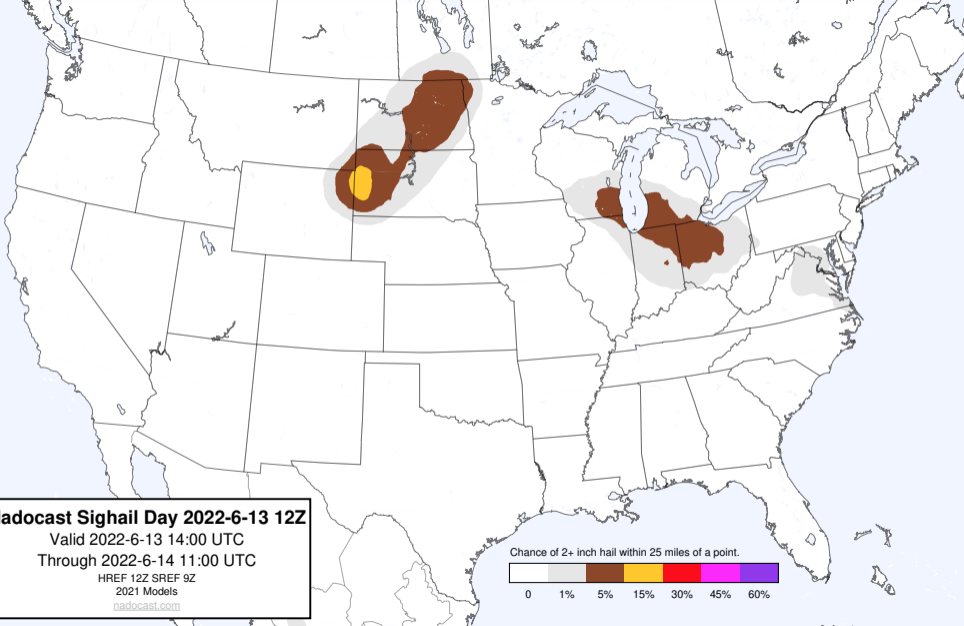 adocast Sighail Day 2022-6-13 12Z
Valid 2022-6-13 14:00 UTC
Through 2022-6-14 11:00 UTC
HREF 12Z SREF 9Z
2021 Models
nadocast.com
Chance of 2+ inch hail within 25 miles of a point.
0 1% 5% 15% 30% 45% 60%